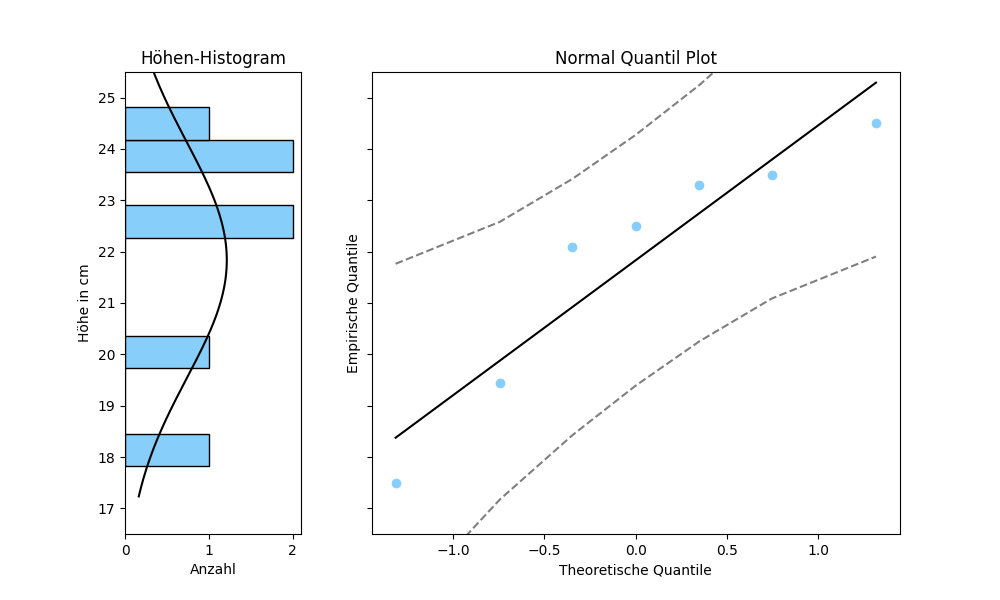 Höhen-Histogram
Höhe in cm
25
24
23
22
21
20
19
18
17
0 1 2
Anzahl
Normal Quantil Plot
Empirische Quantile
−1.0 −0.5 0.0 0.5 1.0
Theoretische Quantile